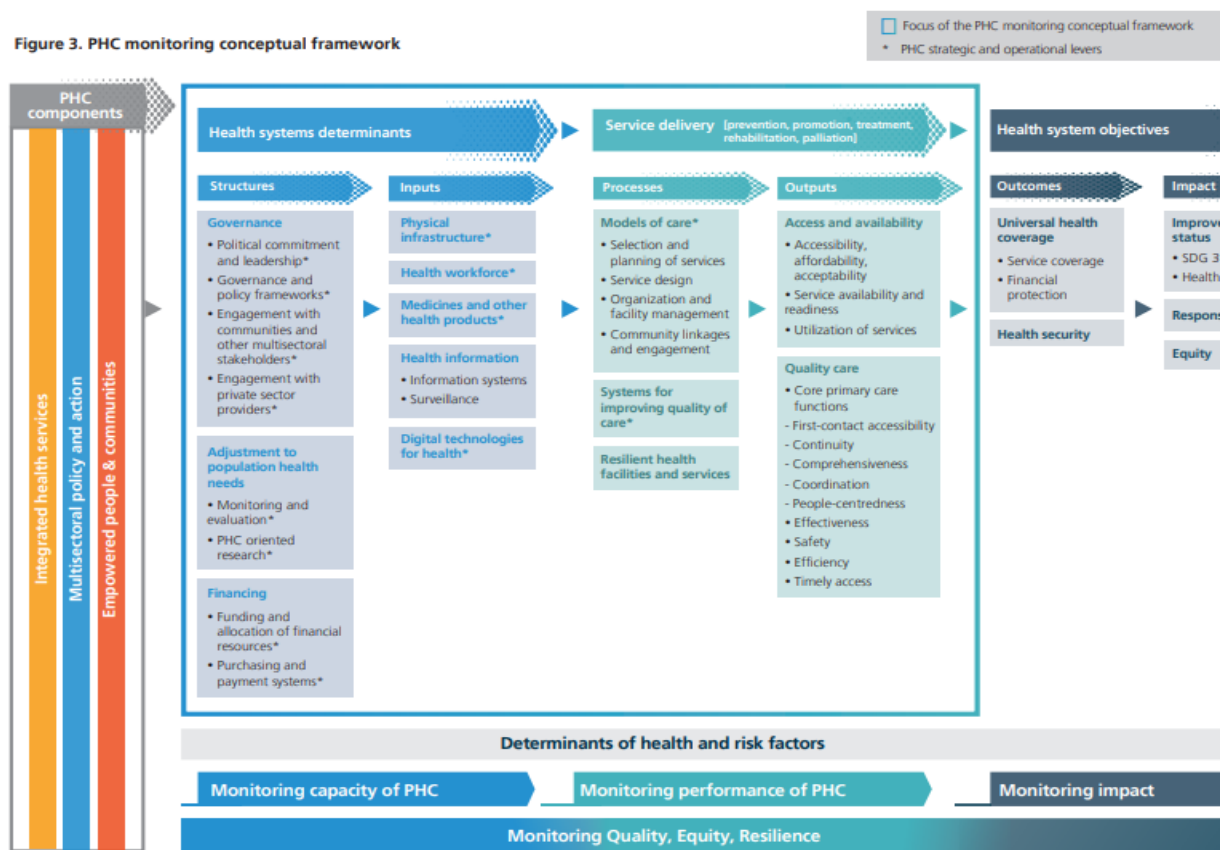 Focus of the PHC monitoring conceptual framework
* PHC strategic and operational levers
Figure 3. PHC monitoring conceptual framework
PHC
components
Integrated health services
Multisectoral policy and action
Empowered people & communities
Health systems determinants
Structures
Governance
• Political commitment
and leadership*
• Governance and
policy frameworks*
• Engagement with
communities and
other multisectoral
stakeholders*
• Engagement with
private sector
providers*
Adjustment to
population health
needs
• Monitoring and
evaluation*
• PHC oriented
research*
Financing
• Funding and
allocation of financial
resources*
• Purchasing and
payment systems*
Inputs
Physical
infrastructure*
Health workforce*
Medicines and other
health products*
Health information
• Information systems
• Surveillance
Digital technologies
for health*
Service delivery [prevention, promotion, treatment,
rehabilitation, palliation]
Processes
Models of care*
• Selection and
planning of services
• Service design
• Organization and
facility management
• Community linkages
and engagement
Systems for
improving quality of
care*
Resilient health
facilities and services
Outputs
Access and availability
• Accessibility,
affordability,
acceptability
• Service availability and
readiness
• Utilization of services
Quality care
• Core primary care
functions
- First-contact accessibility
- Continuity
- Comprehensiveness
- Coordination
- People-centredness
• Effectiveness
• Safety
• Efficiency
• Timely access
Health system objectives
Outcomes
Universal health
coverage
• Service coverage
• Financial
protection
Health security
Impact
Improve
status
• SDG 3
• Health
Respons
Equity
Determinants of health and risk factors
Monitoring capacity of PHC
Monitoring performance of PHC
Monitoring impact
Monitoring Quality, Equity, Resilience